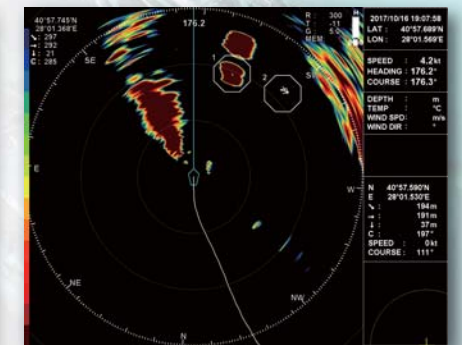 40°57.745'N
28°01.368'E
↘ : 297
→ : 292
↓ : 21
C : 285
176.2
R : 300
T : -11
G : 5.0
MEM
SE
S
E
W
NE
NW
N
1
2
2017/10/16 19:07:58
LAT : 40°57.689'N
LON : 28°01.569'E
SPEED : 4.2kt
HEADING : 176.2°
COURSE : 176.3°
DEPTH : m
TEMP : °C
WIND SPD: m/s
WIND DIR : °
N 40°57.590'N
E 28°01.530'E
↘ : 194m
→ : 191m
↓ : 37m
C : 197°
SPEED : 0kt
COURSE : 111°